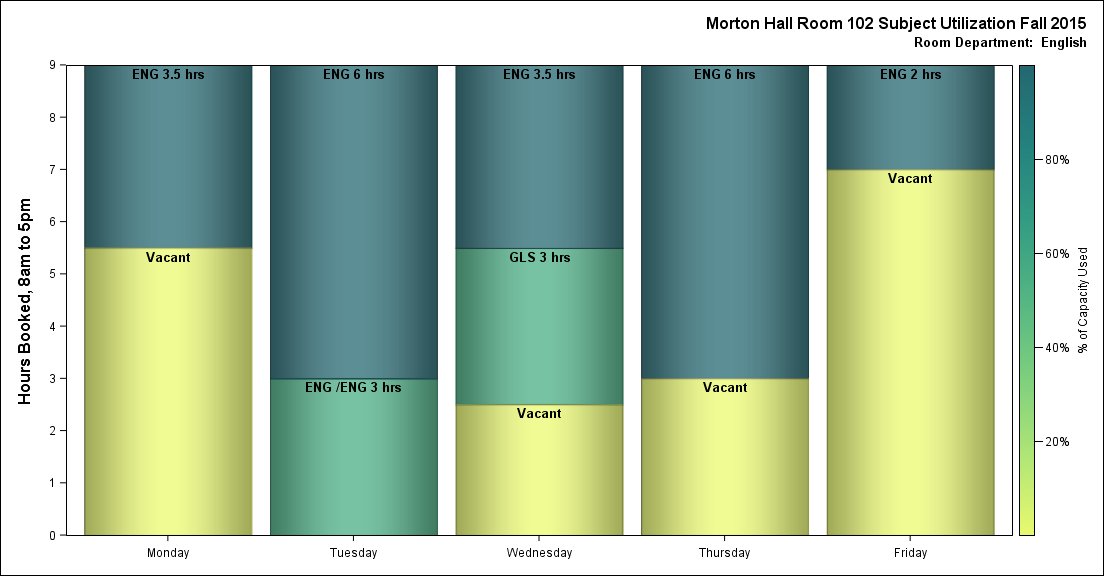 Morton Hall Room 102 Subject Utilization Fall 2015
Room Department:  English
Hours Booked, 8am to 5pm
9
8
7
6
5
4
3
2
1
0
ENG 3.5 hrs
Vacant
ENG 6 hrs
ENG /ENG 3 hrs
ENG 3.5 hrs
GLS 3 hrs
Vacant
ENG 6 hrs
Vacant
ENG 2 hrs
Vacant
Monday
Tuesday
Wednesday
Thursday
Friday
80%
60%
40%
20%
% of Capacity Used